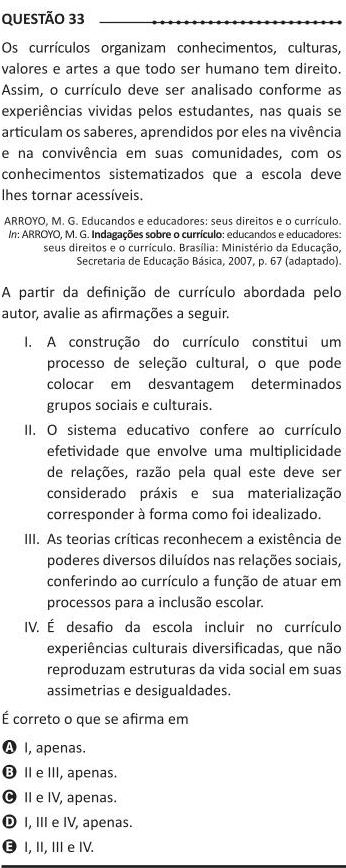 QUESTÃO 33
Os currículos organizam conhecimentos, culturas,
valores e artes a que todo ser humano tem direito.
Assim, o currículo deve ser analisado conforme as
experiências vividas pelos estudantes, nas quais se
articulam os saberes, aprendidos por eles na vivência
e na convivência em suas comunidades, com os
conhecimentos sistematizados que a escola deve
lhes tornar acessíveis.
ARROYO, M. G. Educandos e educadores: seus direitos e o currículo.
In: ARROYO, M. G. Indagações sobre o currículo: educandos e educadores:
seus direitos e o currículo. Brasília: Ministério da Educação,
Secretaria de Educação Básica, 2007, p. 67 (adaptado).
A partir da definição de currículo abordada pelo
autor, avalie as afirmações a seguir.
I. A construção do currículo constitui um
processo de seleção cultural, o que pode
colocar em desvantagem determinados
grupos sociais e culturais.
II. O sistema educativo confere ao currículo
efetividade que envolve uma multiplicidade
de relações, razão pela qual este deve ser
considerado práxis e sua materialização
corresponder à forma como foi idealizado.
III. As teorias críticas reconhecem a existência de
poderes diversos diluídos nas relações sociais,
conferindo ao currículo a função de atuar em
processos para a inclusão escolar.
IV. É desafio da escola incluir no currículo
experiências culturais diversificadas, que não
reproduzam estruturas da vida social em suas
assimetrias e desigualdades.
É correto o que se afirma em
A I, apenas.
B II e III, apenas.
C II e IV, apenas.
D I, III e IV, apenas.
E I, II, III e IV.